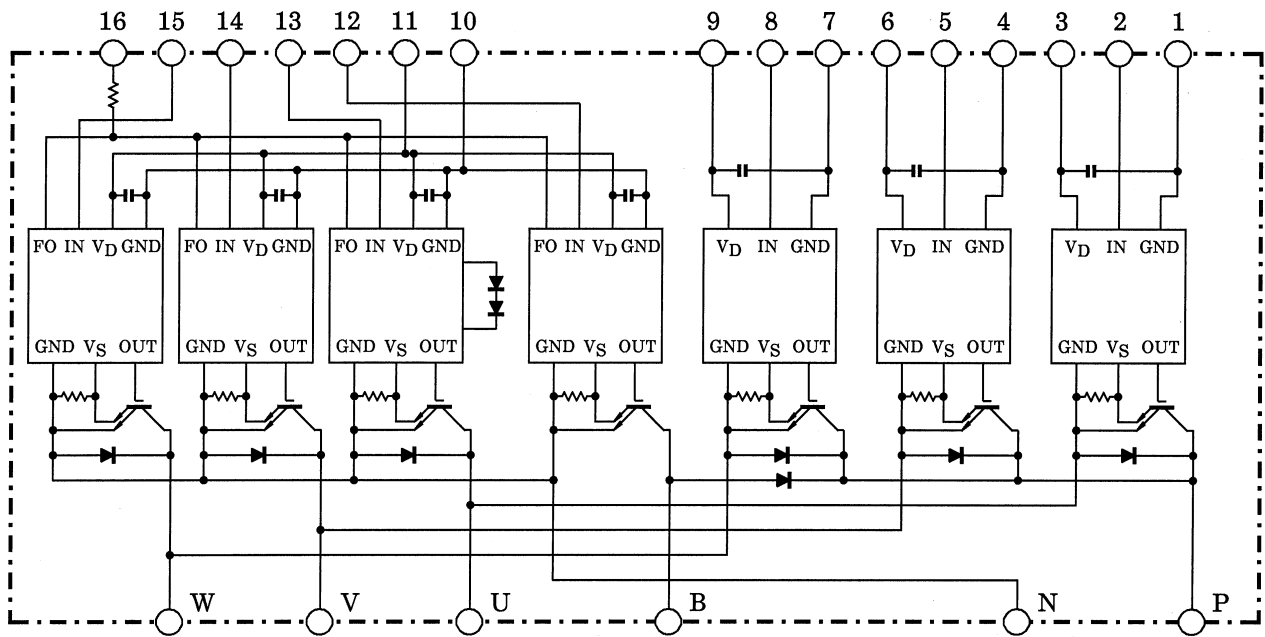 16 15 14 13 12 11 10 9 8 7 6 5 4 3 2 1
FO IN VD GND FO IN VD GND FO IN VD GND FO IN VD GND VD IN GND VD IN GND VD IN GND
GND VS OUT GND VS OUT GND VS OUT GND VS OUT GND VS OUT GND VS OUT GND VS OUT
W V U B N P